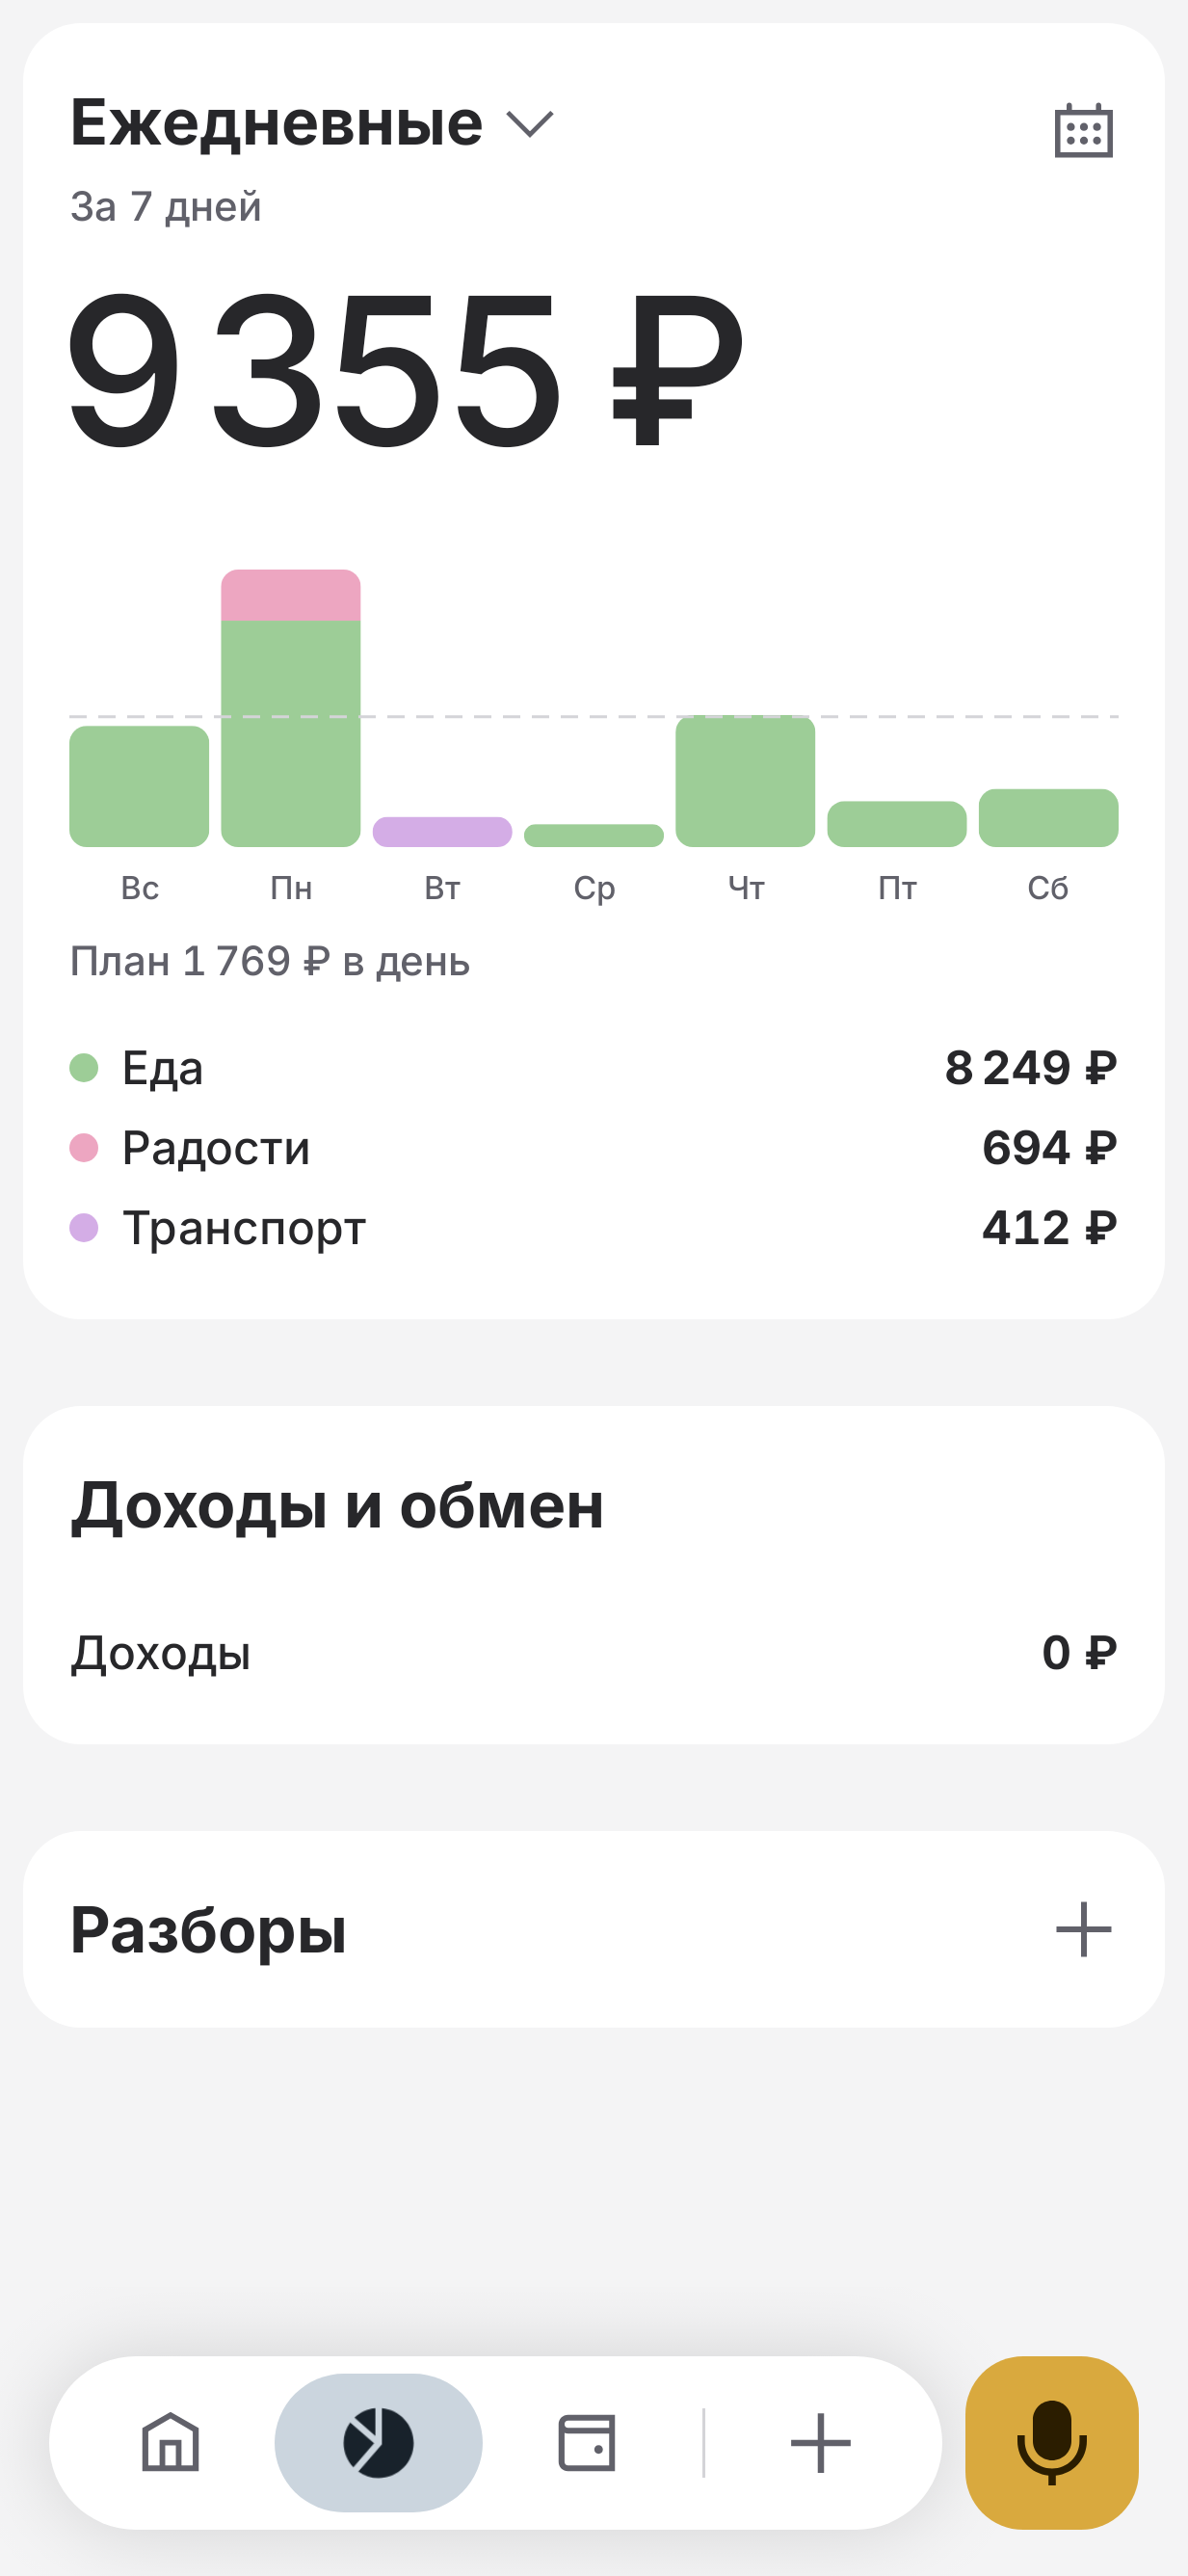 Ежедневные
За 7 дней
9 355 ₽
Вс Пн Вт Ср Чт Пт Сб
План 1 769 ₽ в день
Еда 8 249 ₽
Радости 694 ₽
Транспорт 412 ₽
Доходы и обмен
Доходы 0 ₽
Разборы